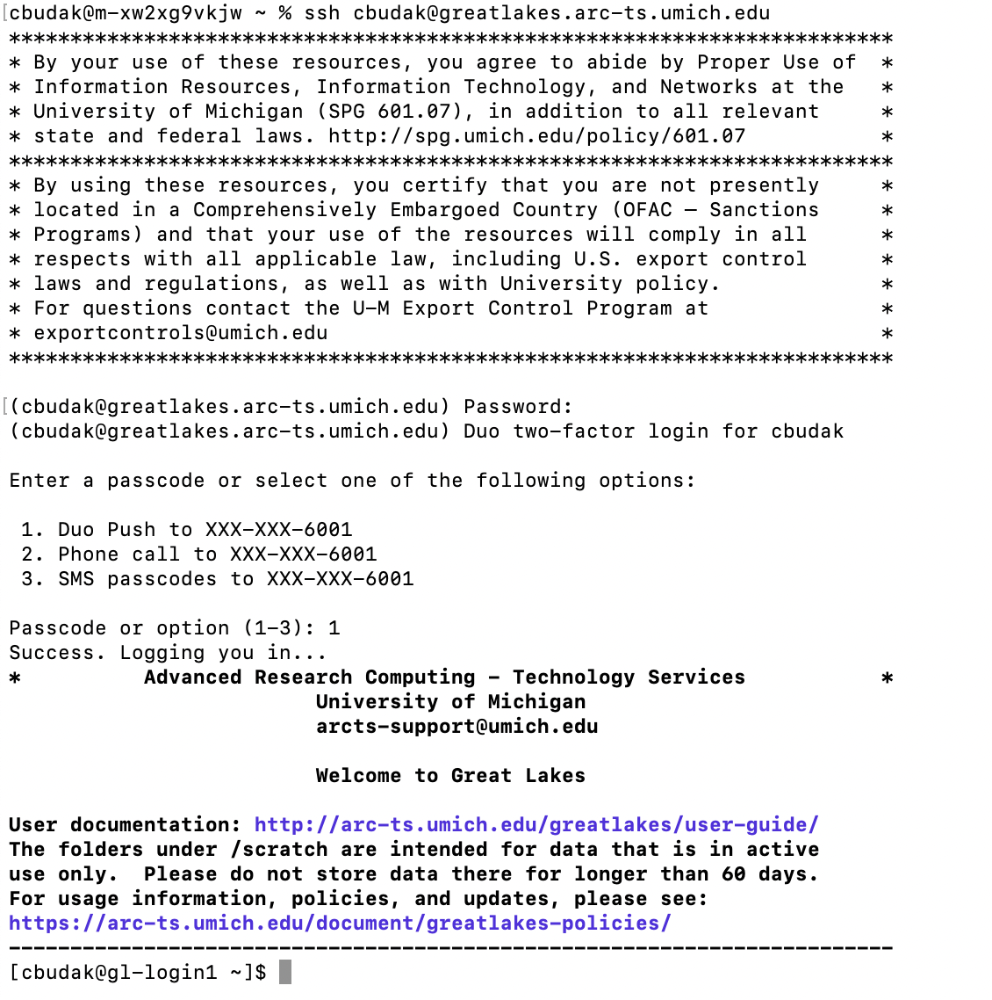 [cbudak@m-xw2xg9vkjw ~ % ssh cbudak@greatlakes.arc-ts.umich.edu
************************************************************************
* By your use of these resources, you agree to abide by Proper Use of  *
* Information Resources, Information Technology, and Networks at the   *
* University of Michigan (SPG 601.07), in addition to all relevant     *
* state and federal laws. http://spg.umich.edu/policy/601.07           *
************************************************************************
* By using these resources, you certify that you are not presently     *
* located in a Comprehensively Embargoed Country (OFAC – Sanctions     *
* Programs) and that your use of the resources will comply in all      *
* respects with all applicable law, including U.S. export control      *
* laws and regulations, as well as with University policy.             *
* For questions contact the U-M Export Control Program at              *
* exportcontrols@umich.edu                                             *
************************************************************************

[(cbudak@greatlakes.arc-ts.umich.edu) Password:
(cbudak@greatlakes.arc-ts.umich.edu) Duo two-factor login for cbudak

Enter a passcode or select one of the following options:

 1. Duo Push to XXX-XXX-6001
 2. Phone call to XXX-XXX-6001
 3. SMS passcodes to XXX-XXX-6001

Passcode or option (1-3): 1
Success. Logging you in...
*          Advanced Research Computing - Technology Services           *
                         University of Michigan
                         arcts-support@umich.edu

                         Welcome to Great Lakes

User documentation: http://arc-ts.umich.edu/greatlakes/user-guide/
The folders under /scratch are intended for data that is in active
use only.  Please do not store data there for longer than 60 days.
For usage information, policies, and updates, please see:
https://arc-ts.umich.edu/document/greatlakes-policies/
------------------------------------------------------------------------
[cbudak@gl-login1 ~]$